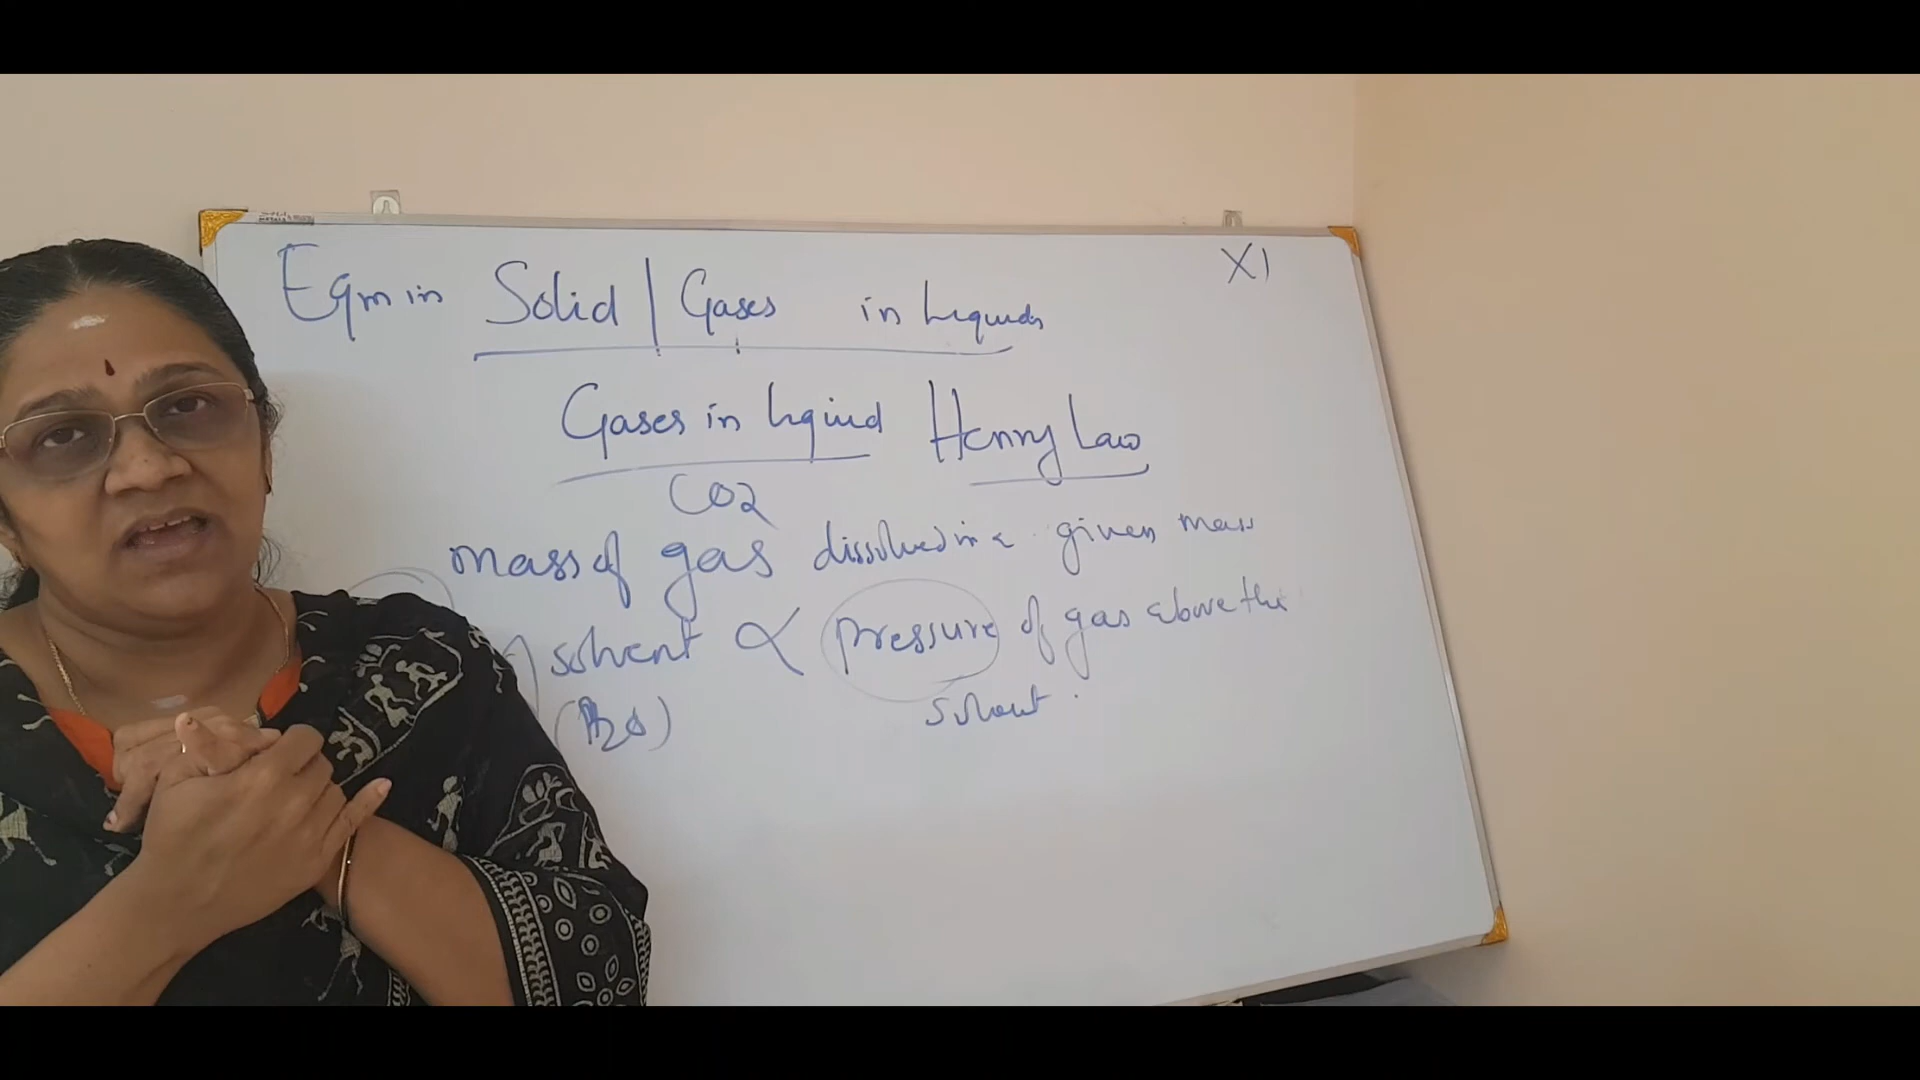 XI
Eqm in Solid | Gases in liquids
Gases in liquid Henry Law
CO2
mass of gas dissolved in a given mass
solvent ∝ pressure of gas above the
solvent.